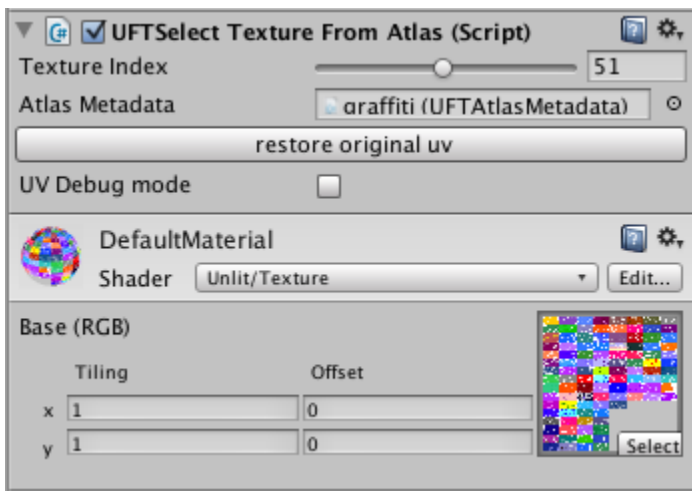 UFTSelect Texture From Atlas (Script)
Texture Index 51
Atlas Metadata graffiti (UFTAtlasMetadata)
restore original uv
UV Debug mode
DefaultMaterial
Shader Unlit/Texture Edit...
Base (RGB)
Tiling Offset
x 1 0
y 1 0
Select